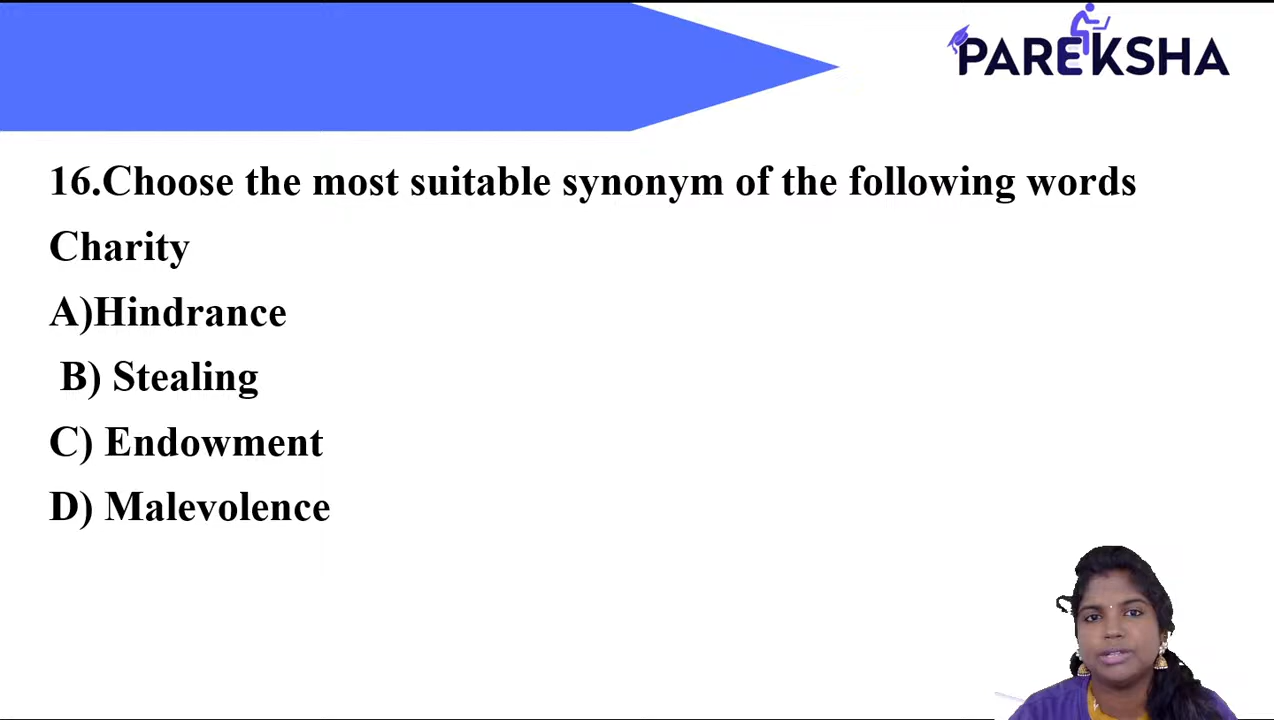 PAREKSHA
16.Choose the most suitable synonym of the following words
Charity
A)Hindrance
B) Stealing
C) Endowment
D) Malevolence